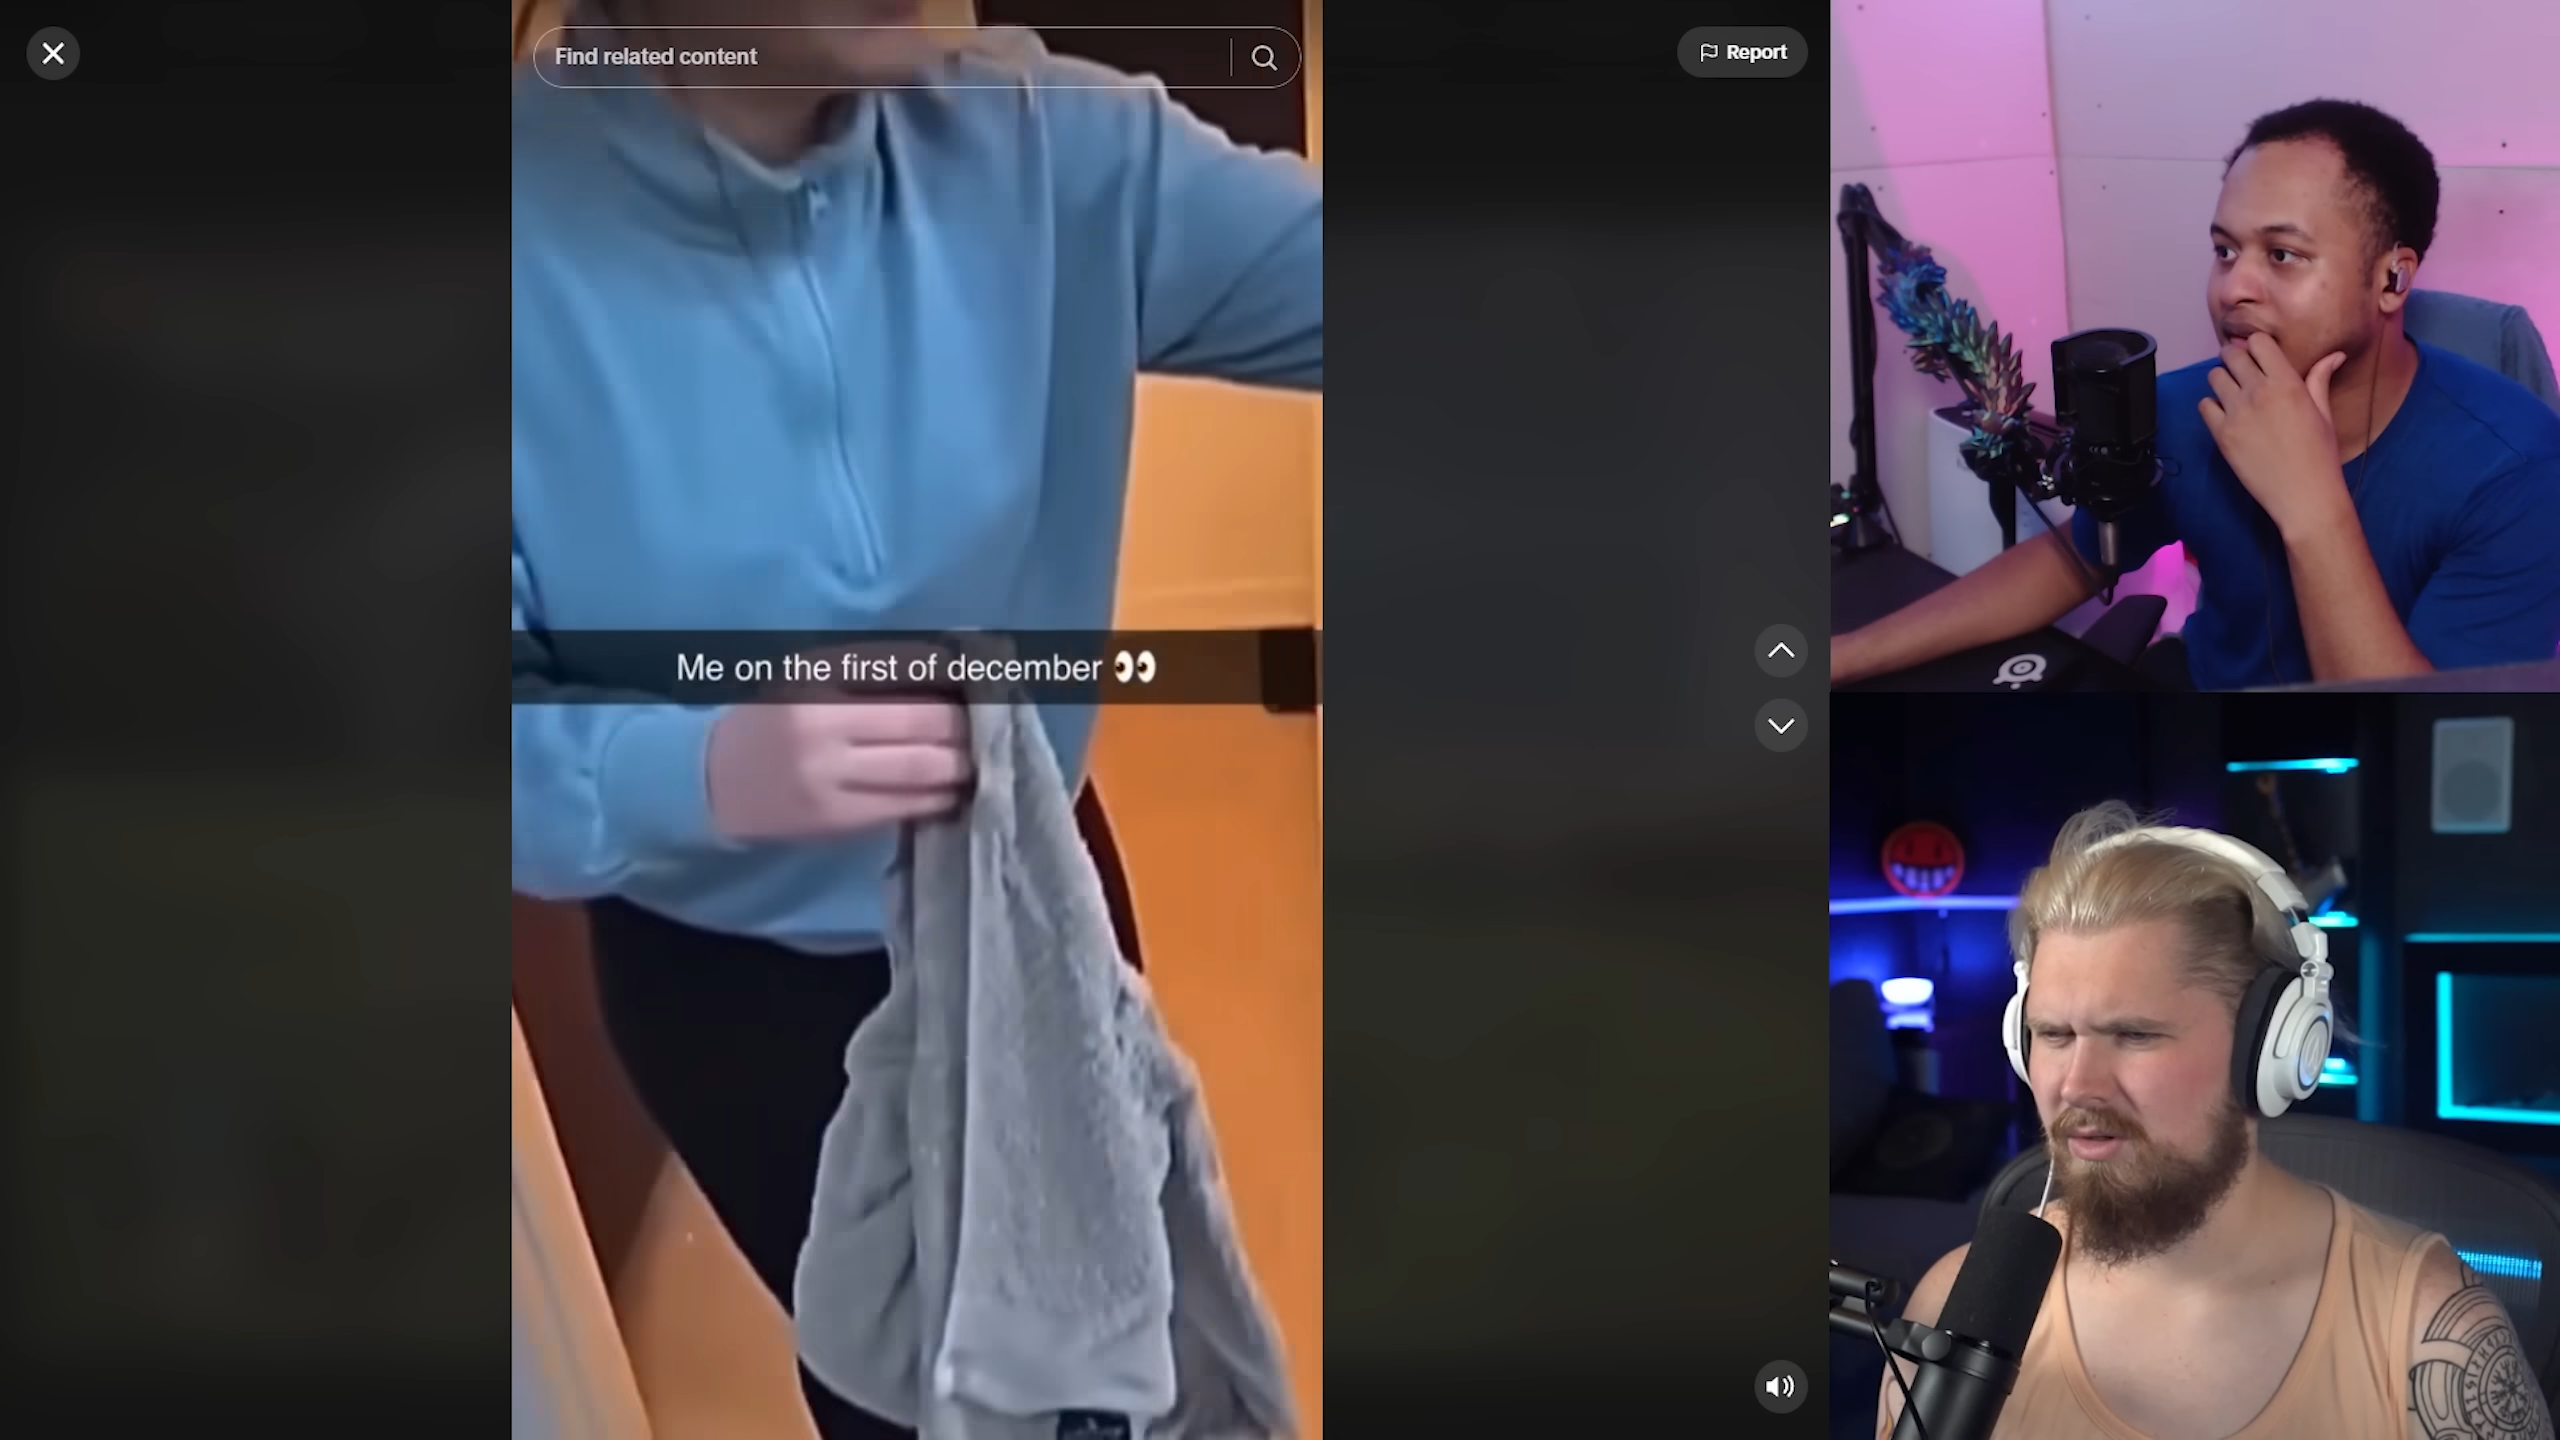 Find related content
Report
Me on the first of december 👀